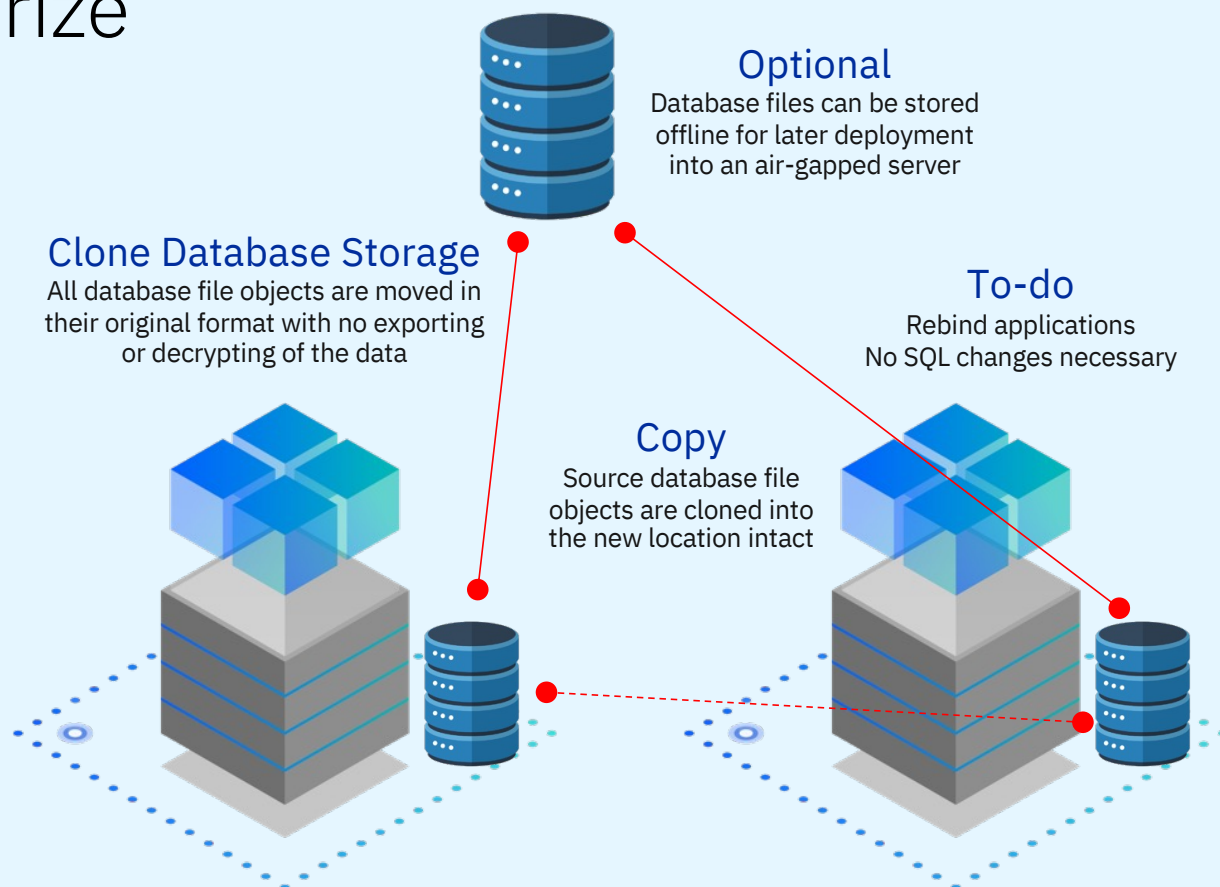 rize
Optional
Database files can be stored
offline for later deployment
into an air-gapped server
Clone Database Storage
All database file objects are moved in
their original format with no exporting
or decrypting of the data
To-do
Rebind applications
No SQL changes necessary
Copy
Source database file
objects are cloned into
the new location intact